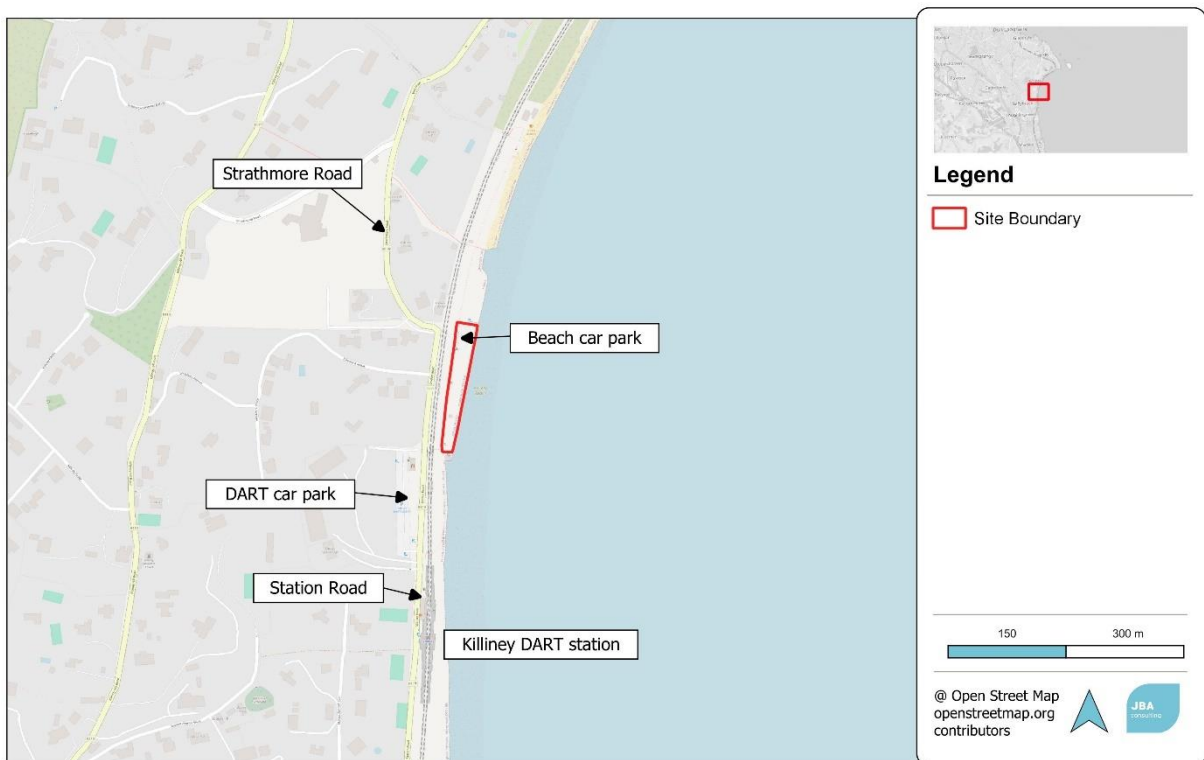 Strathmore Road
Beach car park
DART car park
Station Road
Killiney DART station
Legend
Site Boundary
150
300 m
@ Open Street Map
openstreetmap.org
contributors
JBA
consulting